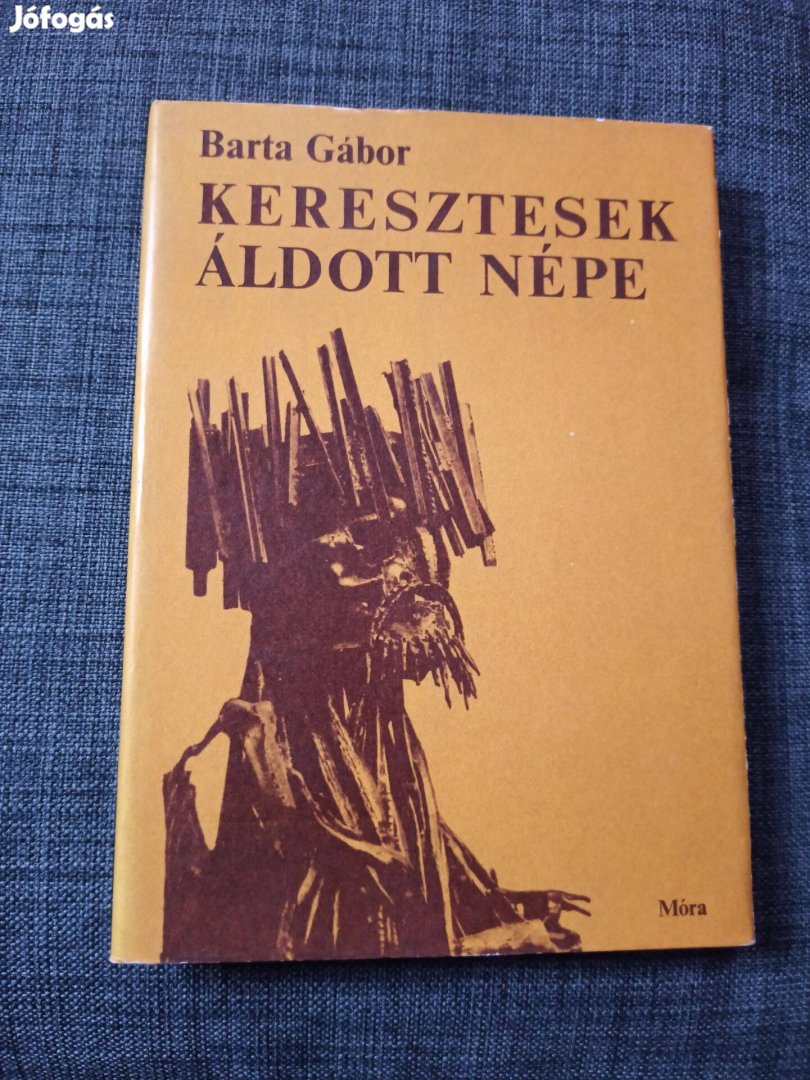 Jófogás
Barta Gábor
KERESZTESEK
ÁLDOTT NÉPE
Móra